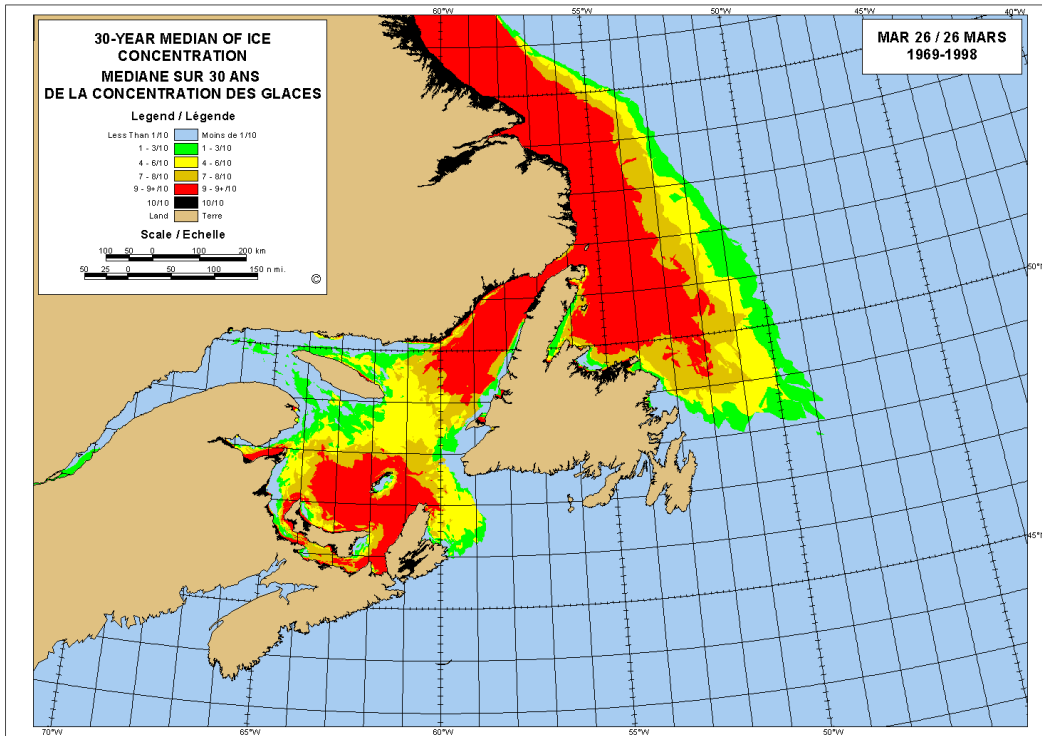 60°W 55°W 50°W 45°W 40°W
30-YEAR MEDIAN OF ICE
CONCENTRATION
MEDIANE SUR 30 ANS
DE LA CONCENTRATION DES GLACES
Legend / Légende
Less Than 1/10 Moins de 1/10
1 - 3/10 1 - 3/10
4 - 6/10 4 - 6/10
7 - 8/10 7 - 8/10
9 - 9+/10 9 - 9+/10
10/10 10/10
Land Terre
Scale / Echelle
100 50 0 100 200 km
50 25 0 50 100 150 n mi.
©
MAR 26 / 26 MARS
1969-1998
50°N
45°N
70°W 65°W 60°W 55°W 50°W